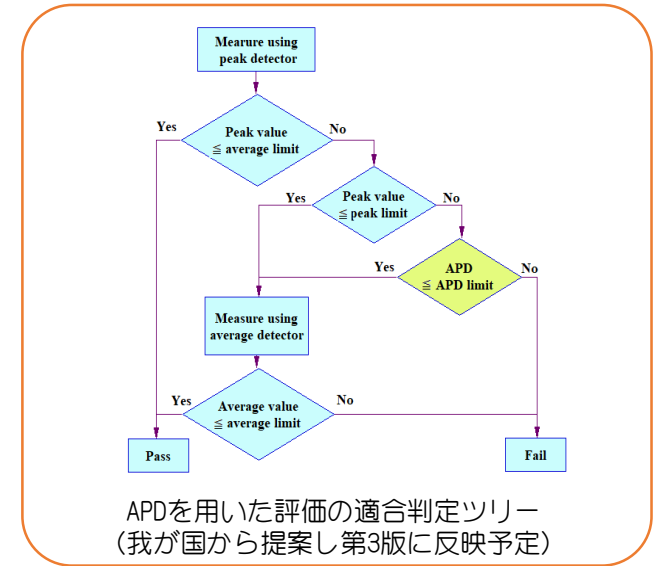 Mearure using
peak detector
Yes
Peak value
≦ average limit
No
Yes
Peak value
≦ peak limit
No
Yes
APD
≦ APD limit
No
Measure using
average detector
Yes
Average value
≦ average limit
No
Pass
Fail
APDを用いた評価の適合判定ツリー
(我が国から提案し第3版に反映予定)